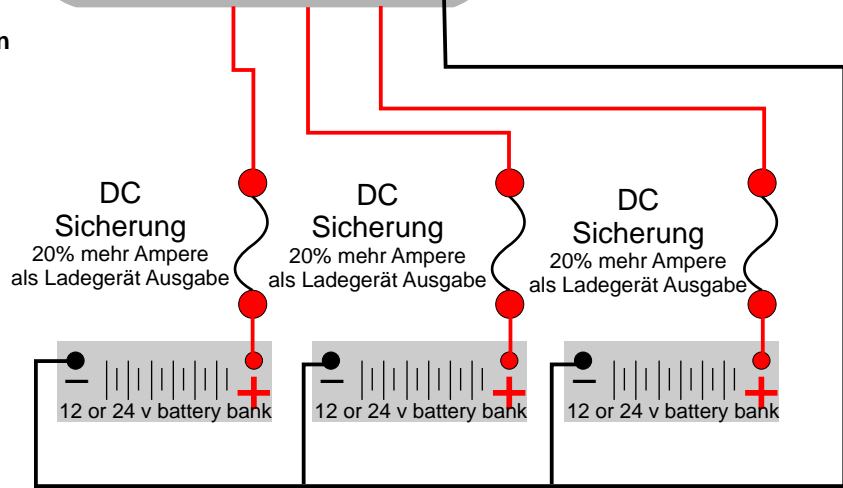 n
DC
Sicherung
20% mehr Ampere
als Ladegerät Ausgabe
DC
Sicherung
20% mehr Ampere
als Ladegerät Ausgabe
DC
Sicherung
20% mehr Ampere
als Ladegerät Ausgabe
− +
12 or 24 v battery bank
− +
12 or 24 v battery bank
− +
12 or 24 v battery bank